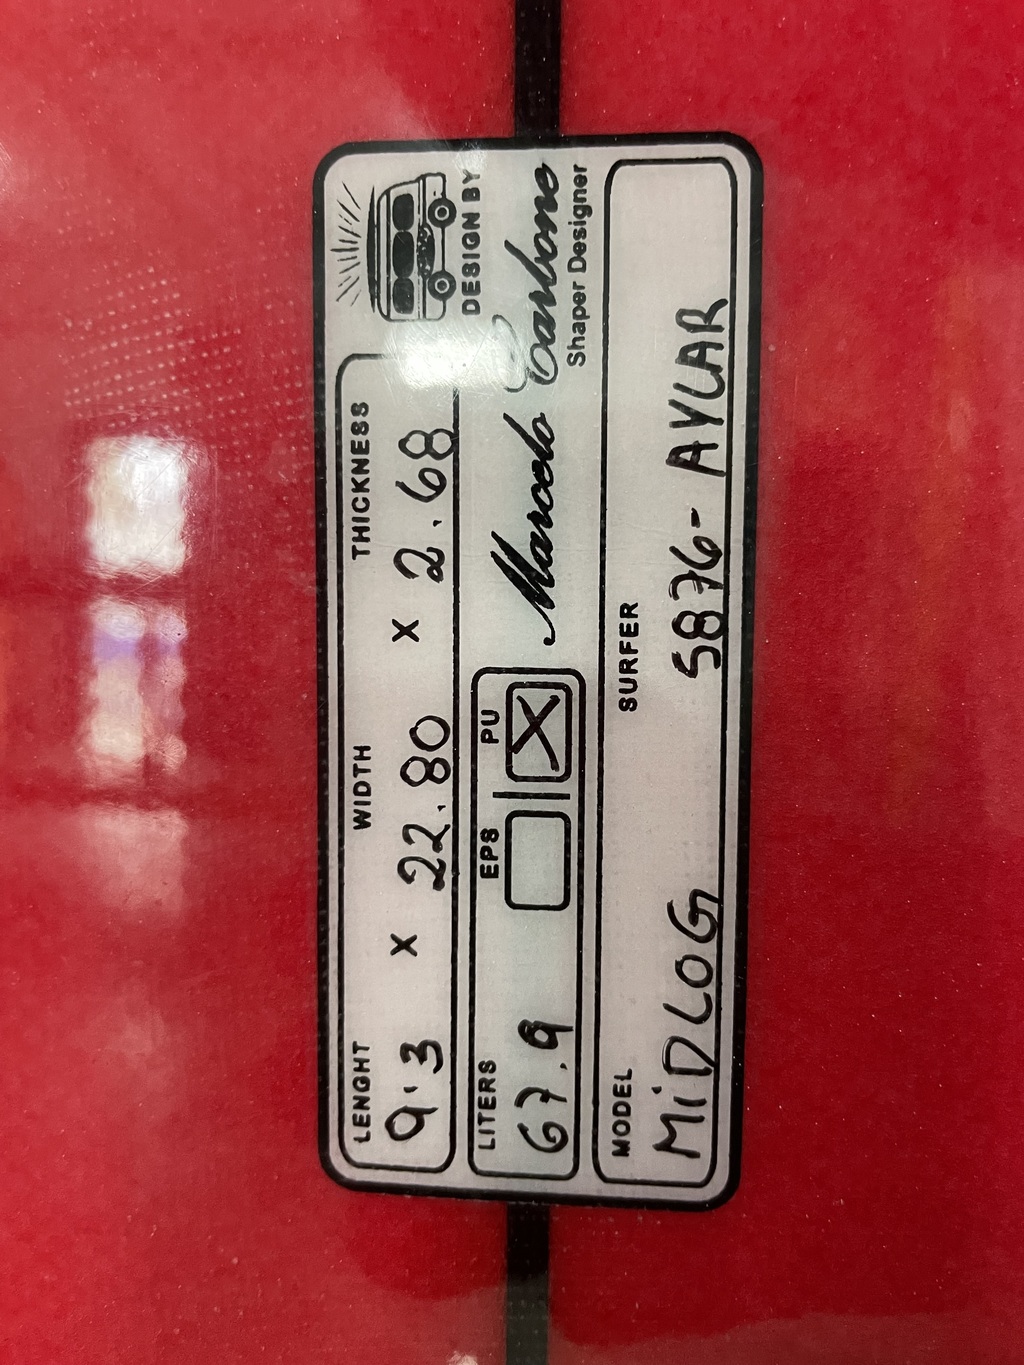 LENGHT WIDTH THICKNESS
9'3 x 22.80 x 2.68
DESIGN BY
LITERS EPS PU
67.9 X
Marcelo Carbone
Shaper Designer
MODEL SURFER
MiDLOG 5876- AYLAR